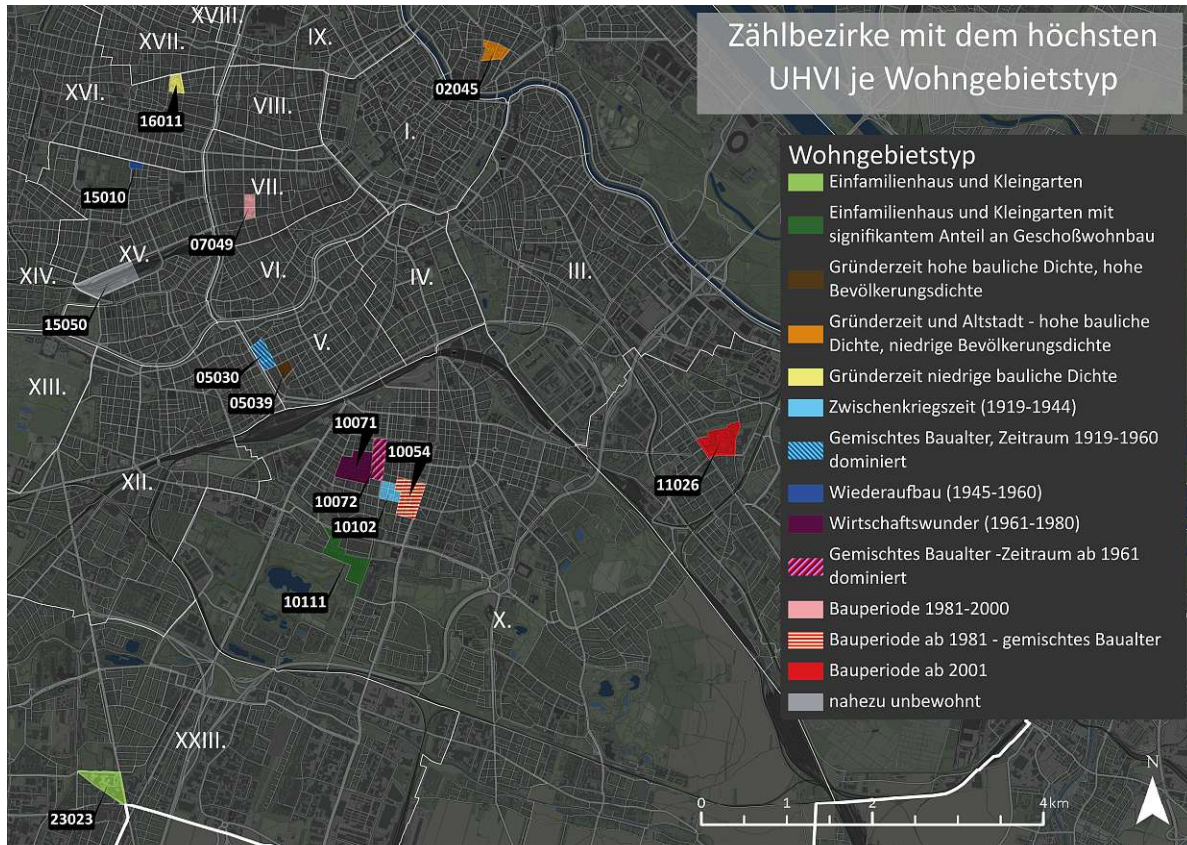 Zählbezirke mit dem höchsten
UHVI je Wohngebietstyp
Wohngebietstyp
Einfamilienhaus und Kleingarten
Einfamilienhaus und Kleingarten mit
signifikantem Anteil an Geschoßwohnbau
Gründerzeit hohe bauliche Dichte, hohe
Bevölkerungsdichte
Gründerzeit und Altstadt - hohe bauliche
Dichte, niedrige Bevölkerungsdichte
Gründerzeit niedrige bauliche Dichte
Zwischenkriegszeit (1919-1944)
Gemischtes Baualter, Zeitraum 1919-1960
dominiert
Wiederaufbau (1945-1960)
Wirtschaftswunder (1961-1980)
Gemischtes Baualter -Zeitraum ab 1961
dominiert
Bauperiode 1981-2000
Bauperiode ab 1981 - gemischtes Baualter
Bauperiode ab 2001
nahezu unbewohnt
XVIII.
XVII.
IX.
02045
XVI.
16011
VIII.
I.
15010
VII.
07049
XV.
XIV.
VI.
IV.
III.
15050
V.
05030
05039
XIII.
10071
10054
XII.
10072
10102
11026
10111
X.
XXIII.
23023
N
0 1 2 4 km